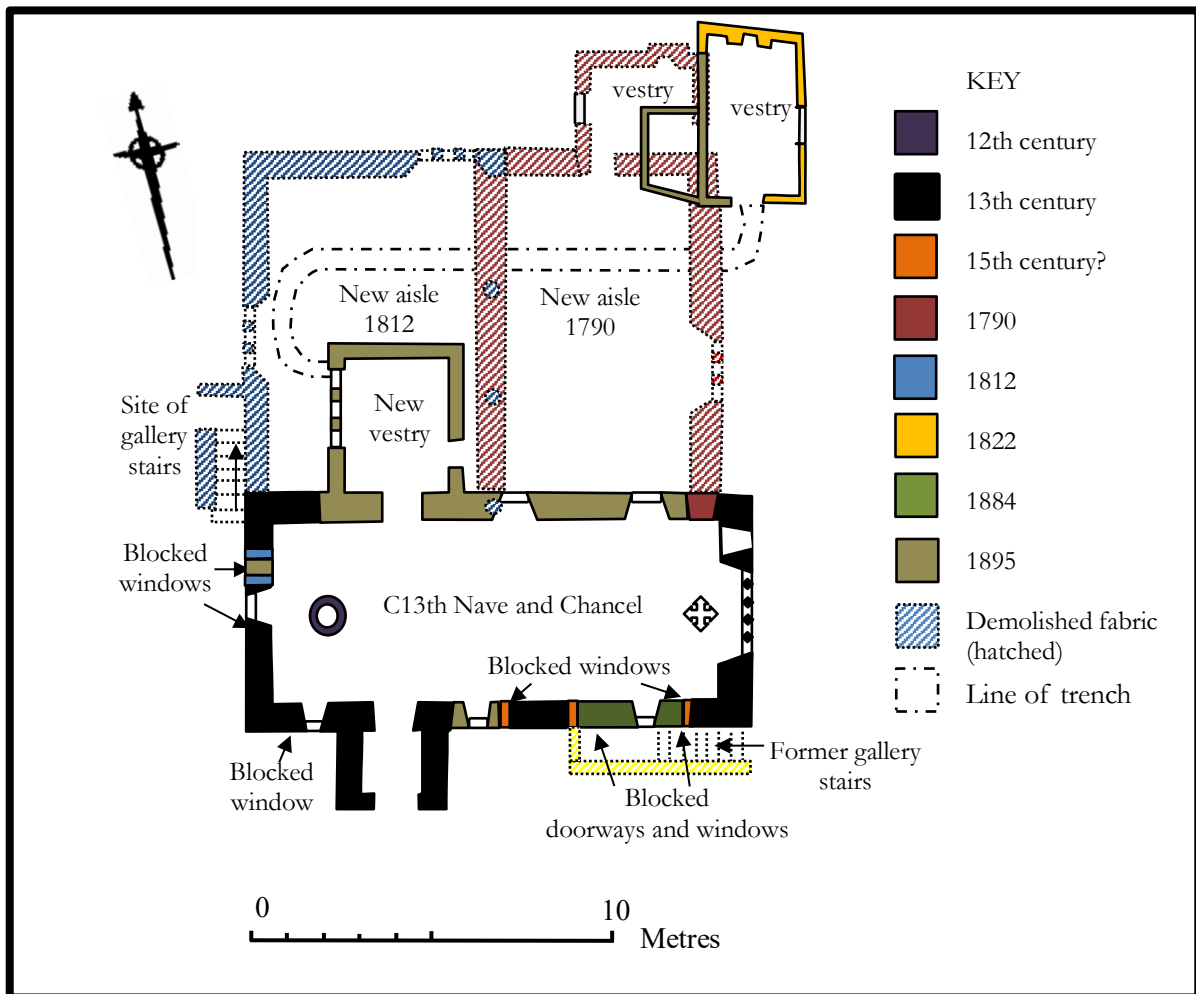 vestry
vestry
New aisle
1812
New aisle
1790
New
vestry
Site of
gallery
stairs
Blocked
windows
C13th Nave and Chancel
Blocked windows
Blocked
window
Blocked
doorways and windows
Former gallery
stairs
0
10
Metres
KEY
12th century
13th century
15th century?
1790
1812
1822
1884
1895
Demolished fabric
(hatched)
Line of trench